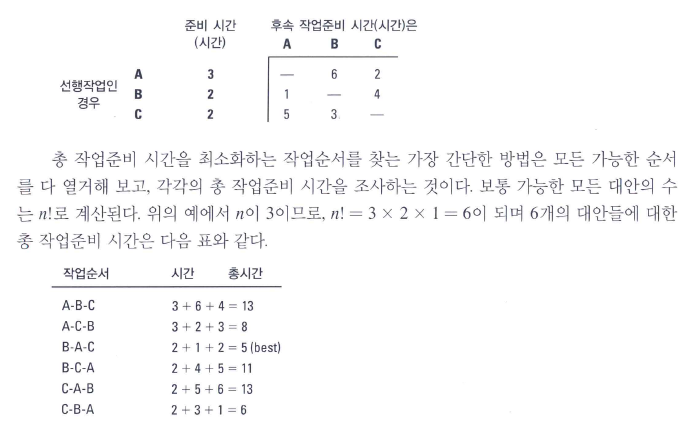 준비 시간 후속 작업준비 시간(시간)은
(시간) A B C
A 3 — 6 2
선행작업인 B 2 1 — 4
경우
C 2 5 3 —
총 작업준비 시간을 최소화하는 작업순서를 찾는 가장 간단한 방법은 모든 가능한 순서
를 다 열거해 보고, 각각의 총 작업준비 시간을 조사하는 것이다. 보통 가능한 모든 대안의 수
는 n!로 계산된다. 위의 예에서 n이 3이므로, n! = 3 × 2 × 1 = 6이 되며 6개의 대안들에 대한
총 작업준비 시간은 다음 표와 같다.
작업순서 시간 총시간
A-B-C 3 + 6 + 4 = 13
A-C-B 3 + 2 + 3 = 8
B-A-C 2 + 1 + 2 = 5 (best)
B-C-A 2 + 4 + 5 = 11
C-A-B 2 + 5 + 6 = 13
C-B-A 2 + 3 + 1 = 6